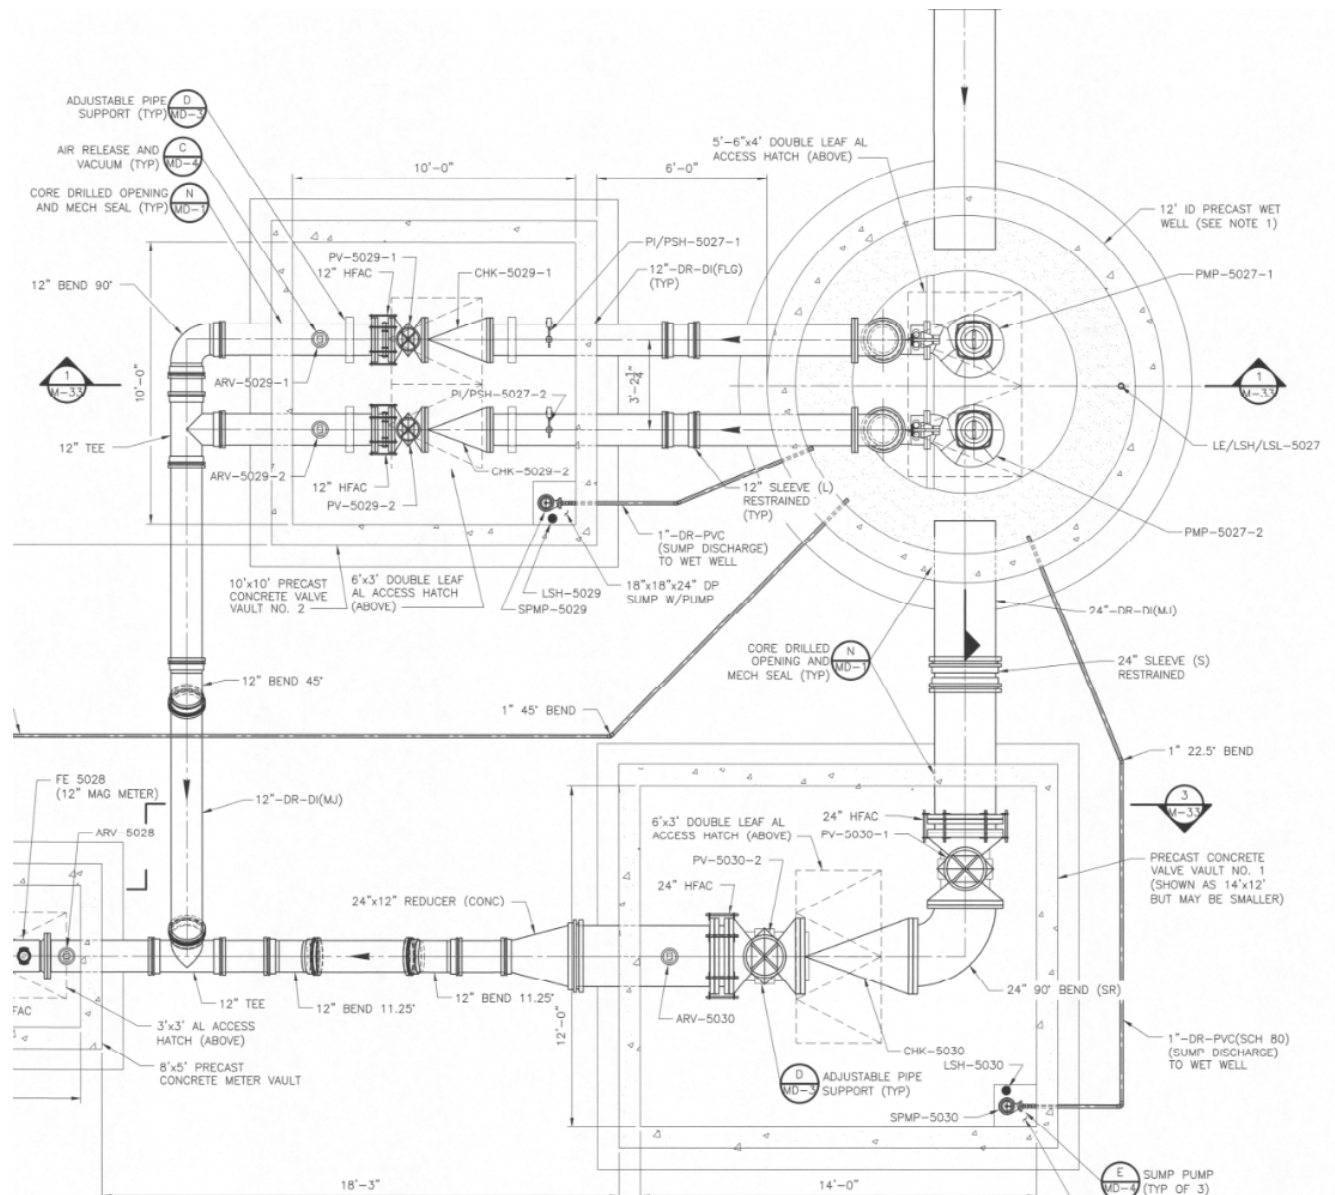 ADJUSTABLE PIPE
SUPPORT (TYP)
D
MD-3
AIR RELEASE AND
VACUUM (TYP)
C
MD-4
CORE DRILLED OPENING
AND MECH SEAL (TYP)
N
MD-1
10'-0"
6'-0"
5'-6"x4' DOUBLE LEAF AL
ACCESS HATCH (ABOVE)
12' ID PRECAST WET
WELL (SEE NOTE 1)
PV-5029-1
12" HFAC
CHK-5029-1
PI/PSH-5027-1
12"-DR-DI(FLG)
(TYP)
PMP-5027-1
12" BEND 90°
1
M-33
10'-0"
ARV-5029-1
PI/PSH-5027-2
3'-2¼"
1
M-33
12" TEE
ARV-5029-2
12" HFAC
PV-5029-2
CHK-5029-2
LE/LSH/LSL-5027
12" SLEEVE (L)
RESTRAINED
(TYP)
PMP-5027-2
1"-DR-PVC
(SUMP DISCHARGE)
TO WET WELL
10'x10' PRECAST
CONCRETE VALVE
VAULT NO. 2
6'x3' DOUBLE LEAF
AL ACCESS HATCH
(ABOVE)
LSH-5029
SPMP-5029
18"x18"x24" DP
SUMP W/PUMP
24"-DR-DI(MJ)
CORE DRILLED
OPENING AND
MECH SEAL (TYP)
N
MD-1
24" SLEEVE (S)
RESTRAINED
12" BEND 45°
1" 45° BEND
1" 22.5° BEND
FE 5028
(12" MAG METER)
12"-DR-DI(MJ)
ARV-5028
3
M-33
6'x3' DOUBLE LEAF AL
ACCESS HATCH (ABOVE)
24" HFAC
PV-5030-1
PV-5030-2
24" HFAC
PRECAST CONCRETE
VALVE VAULT NO. 1
(SHOWN AS 14'x12'
BUT MAY BE SMALLER)
24"x12" REDUCER (CONC)
12" TEE
12" BEND 11.25°
12" BEND 11.25°
24" 90° BEND (SR)
FAC
3'x3' AL ACCESS
HATCH (ABOVE)
ARV-5030
12'-0"
CHK-5030
LSH-5030
1"-DR-PVC(SCH 80)
(SUMP DISCHARGE)
TO WET WELL
8'x5' PRECAST
CONCRETE METER VAULT
D
MD-3
ADJUSTABLE PIPE
SUPPORT (TYP)
SPMP-5030
18'-3"
14'-0"
E
MD-4
SUMP PUMP
(TYP OF 3)